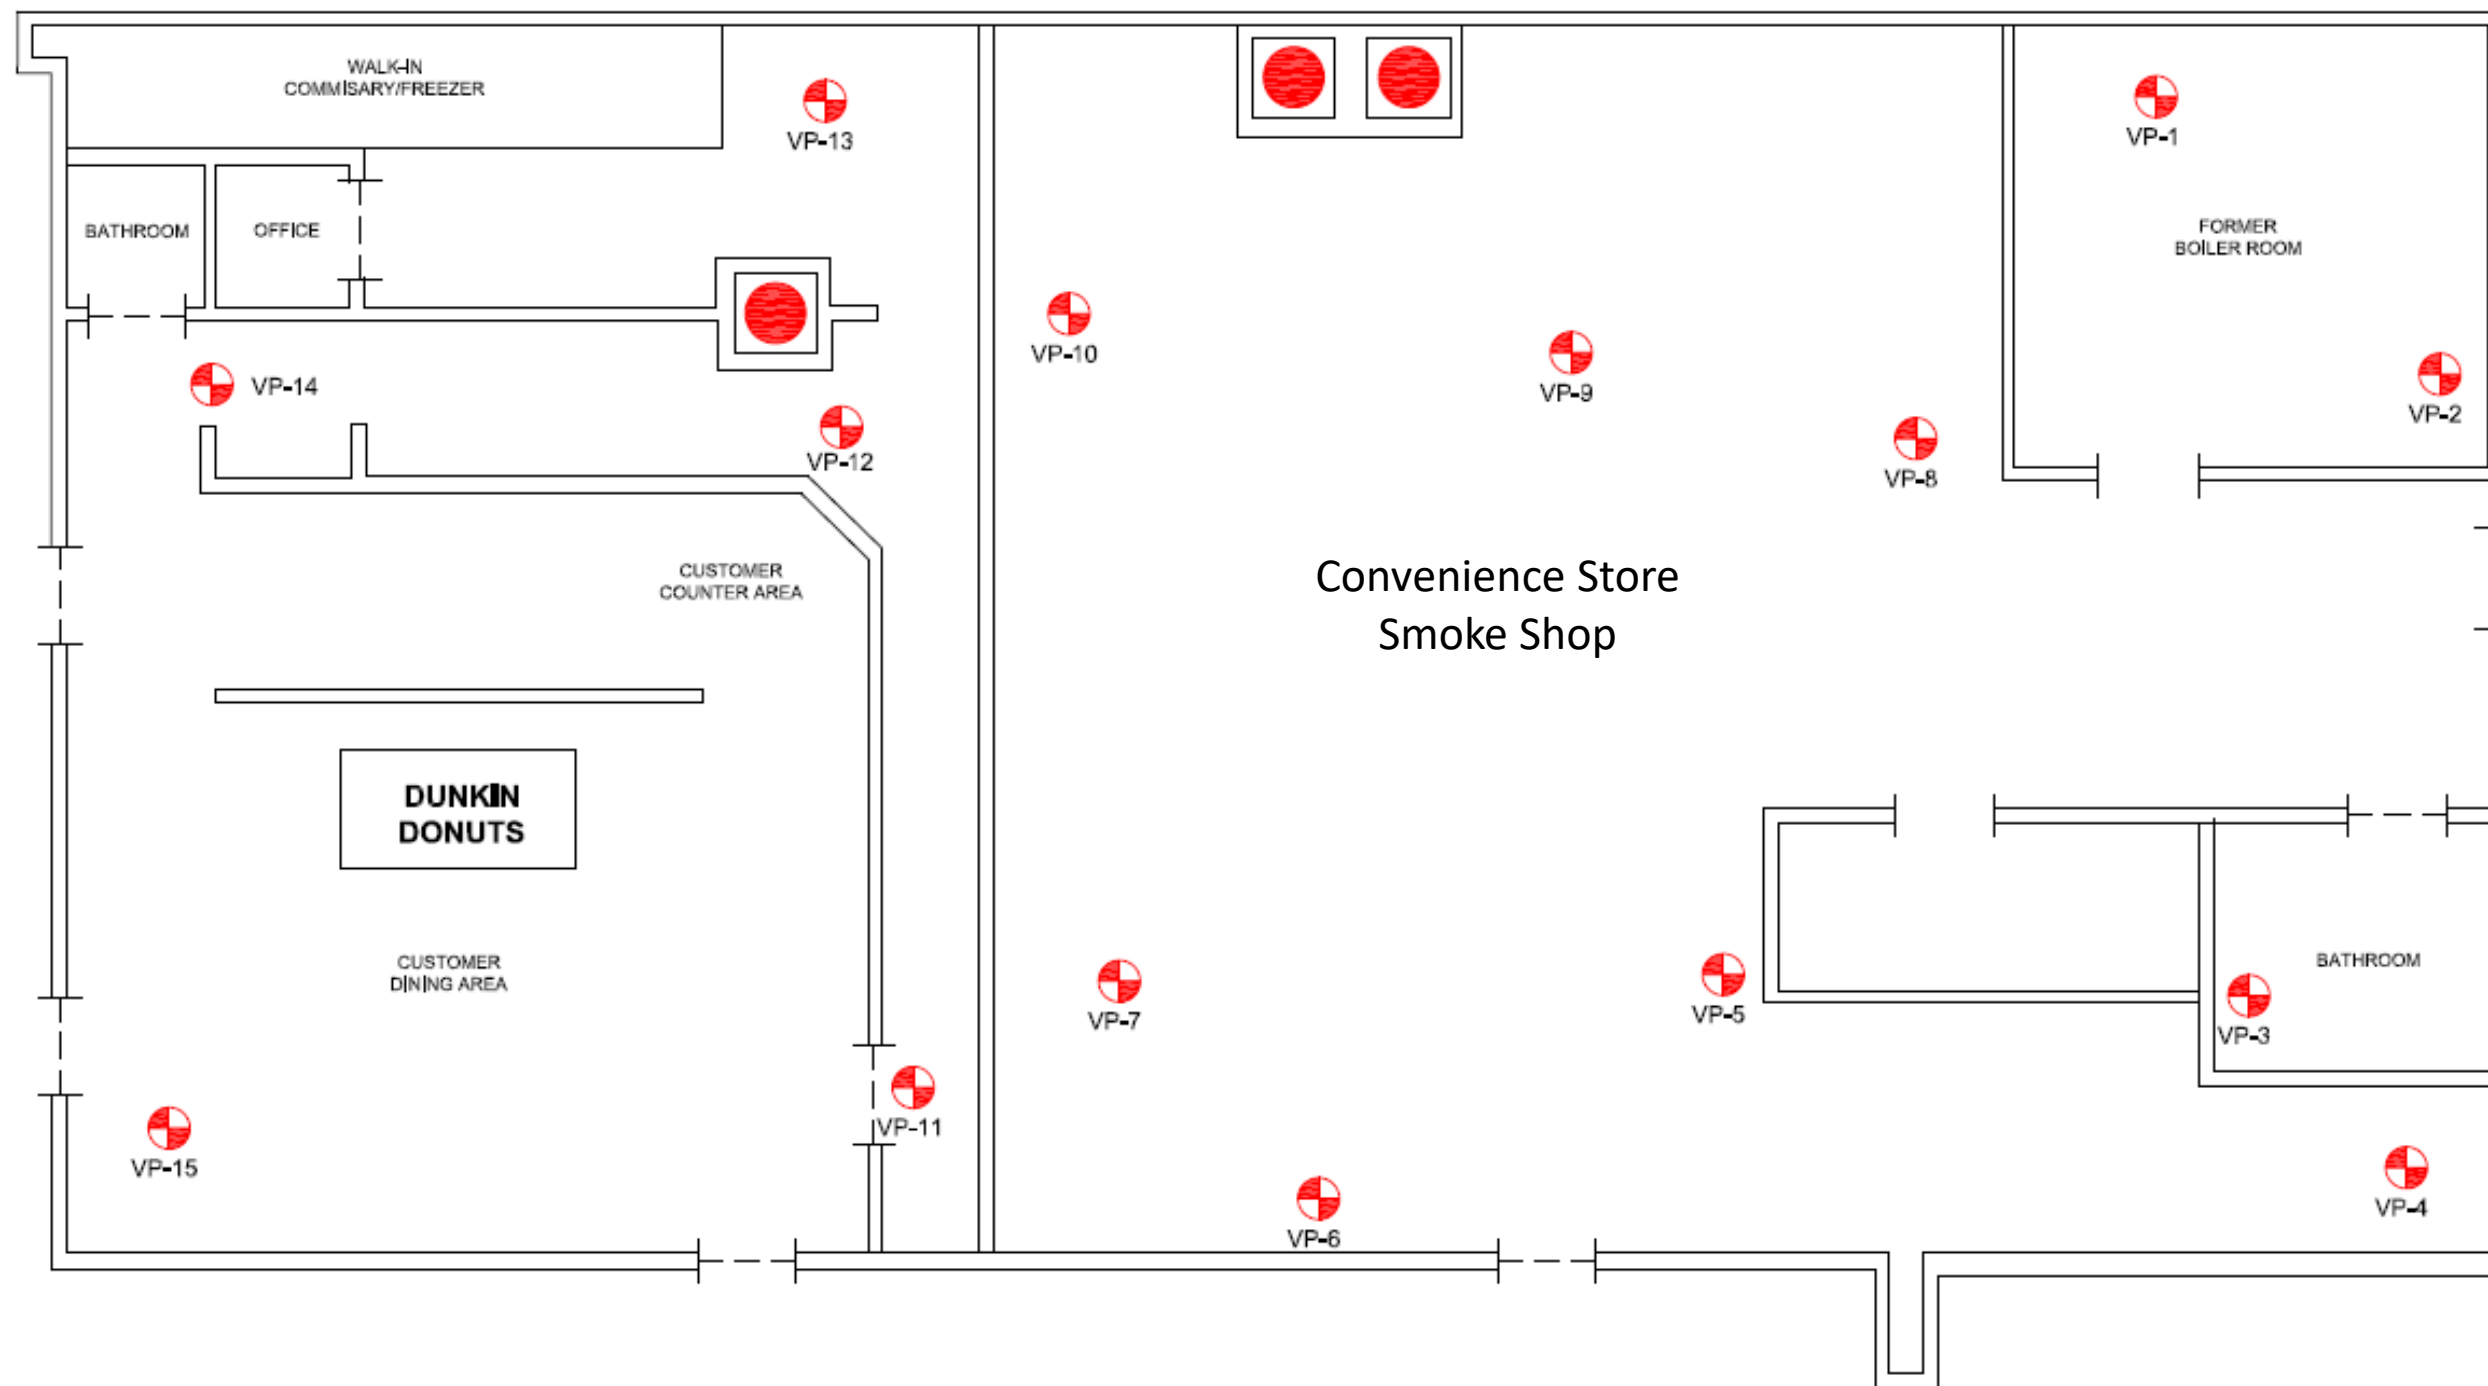 WALK-IN
COMMISARY/FREEZER
VP-13
VP-1
BATHROOM
OFFICE
FORMER
BOILER ROOM
VP-10
VP-9
VP-14
VP-2
VP-12
VP-8
CUSTOMER
COUNTER AREA
Convenience Store
Smoke Shop
DUNKIN
DONUTS
CUSTOMER
DINING AREA
BATHROOM
VP-7
VP-5
VP-3
VP-11
VP-15
VP-4
VP-6